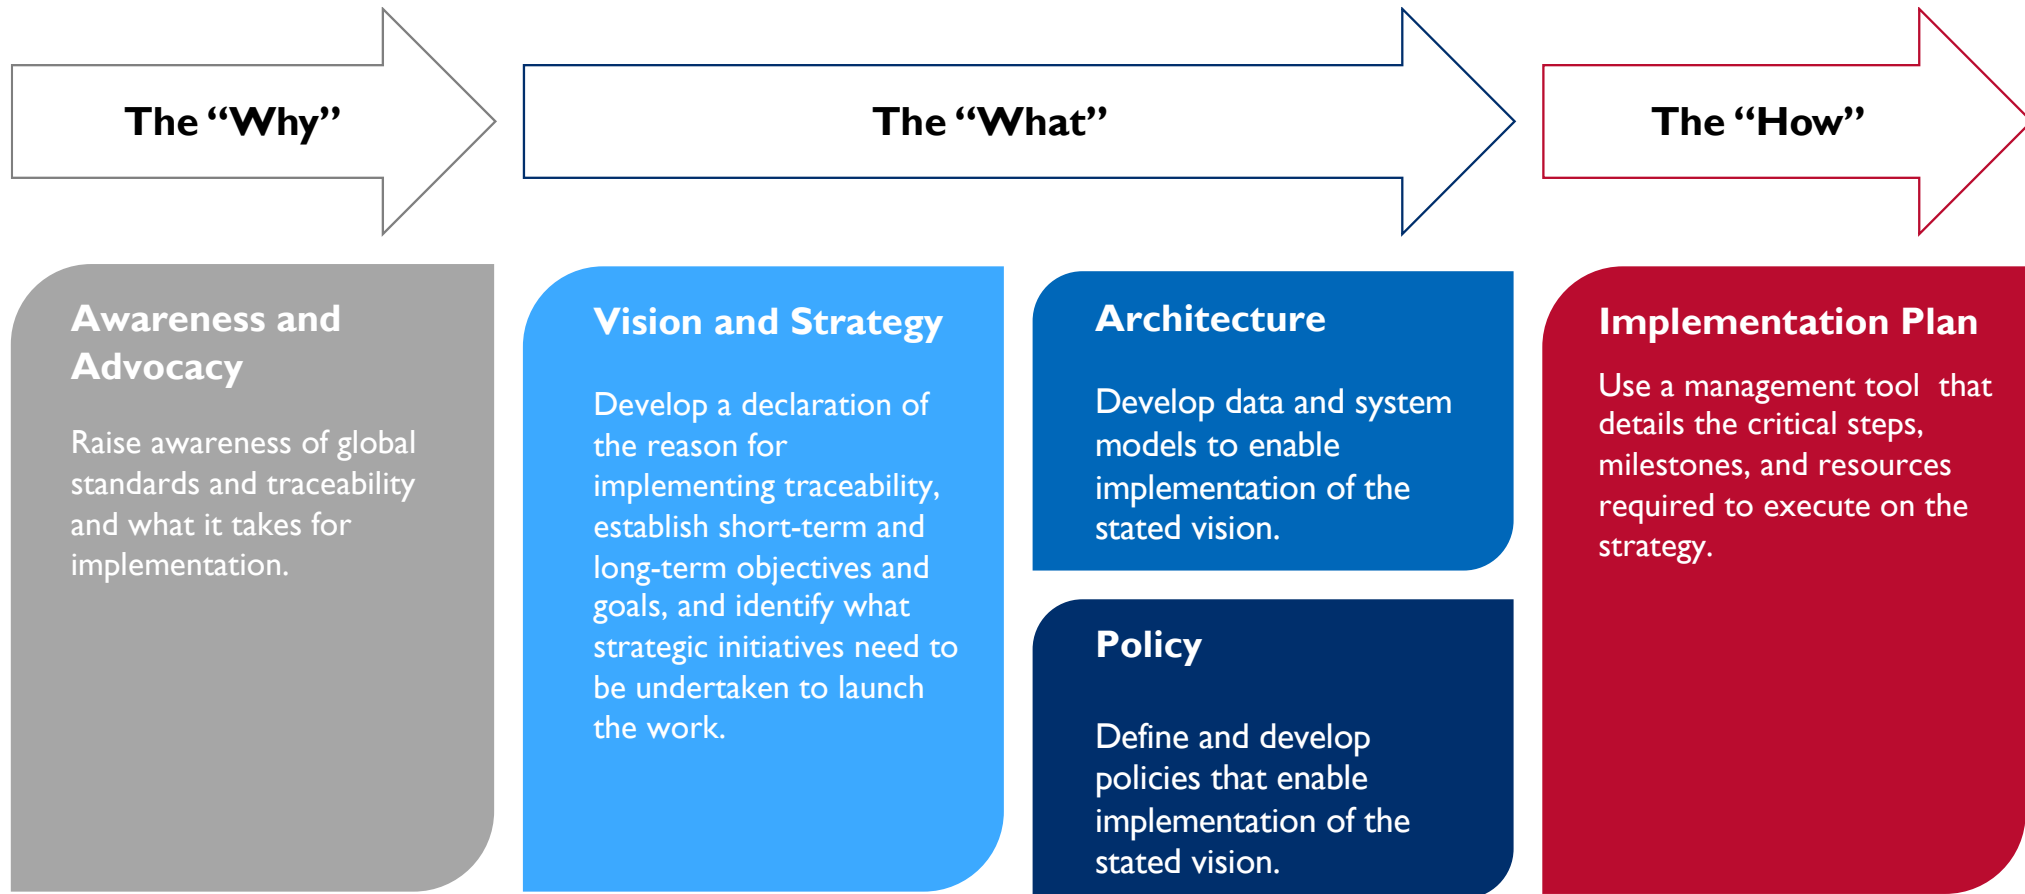 The “Why”
The “What”
The “How”
Awareness and
Advocacy
Raise awareness of global
standards and traceability
and what it takes for
implementation.
Vision and Strategy
Develop a declaration of
the reason for
implementing traceability,
establish short-term and
long-term objectives and
goals, and identify what
strategic initiatives need to
be undertaken to launch
the work.
Architecture
Develop data and system
models to enable
implementation of the
stated vision.
Policy
Define and develop
policies that enable
implementation of the
stated vision.
Implementation Plan
Use a management tool  that
details the critical steps,
milestones, and resources
required to execute on the
strategy.